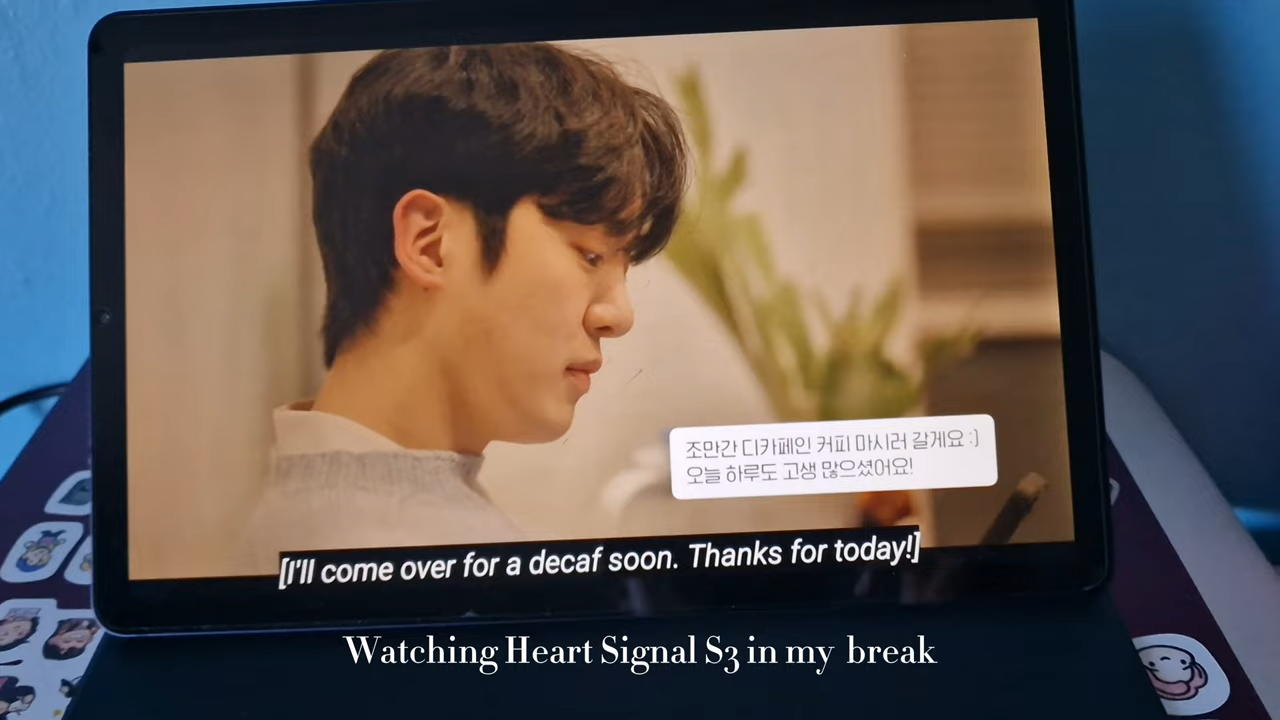 조만간 디카페인 커피 마시러 갈게요 :]
오늘 하루도 고생 많으셨어요!
[I'll come over for a decaf soon. Thanks for today!]
Watching Heart Signal S3 in my break